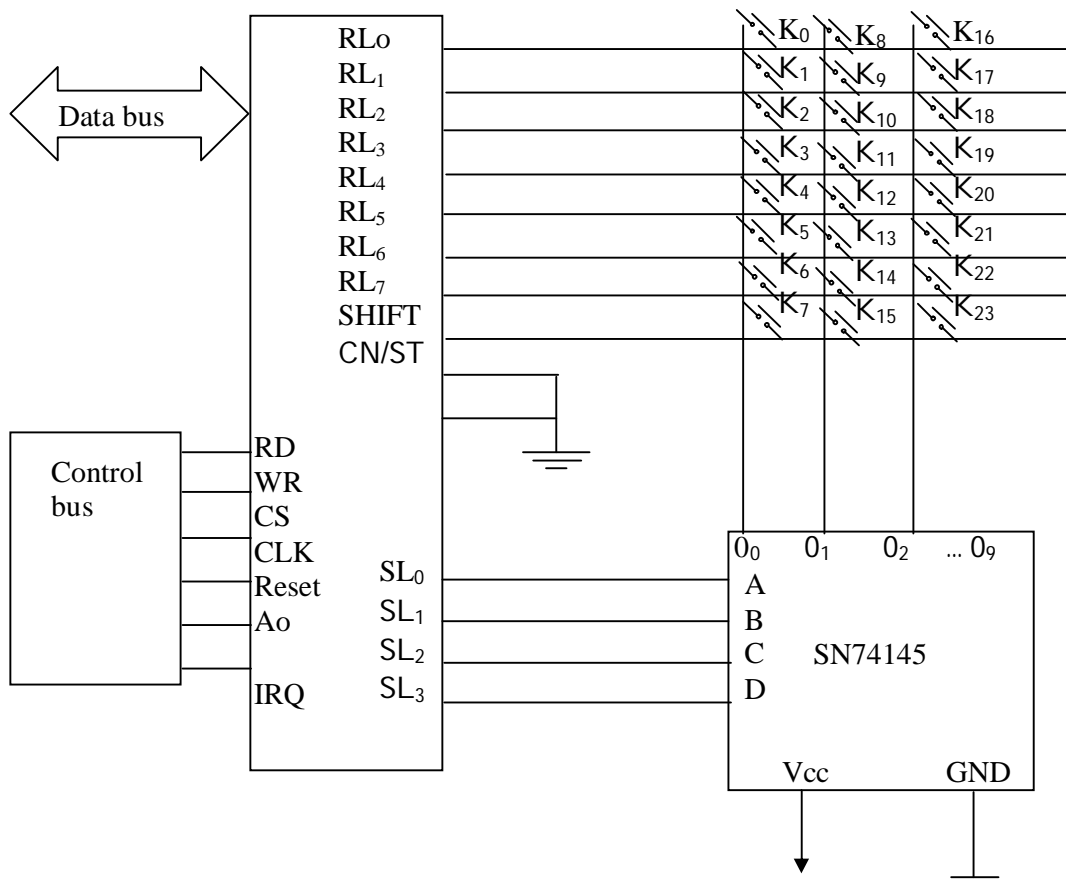 RLo
RL₁
RL₂
RL₃
RL₄
RL₅
RL₆
RL₇
SHIFT
CN/ST
Data bus
K₀ K₈ K₁₆
K₁ K₉ K₁₇
K₂ K₁₀ K₁₈
K₃ K₁₁ K₁₉
K₄ K₁₂ K₂₀
K₅ K₁₃ K₂₁
K₆ K₁₄ K₂₂
K₇ K₁₅ K₂₃
Control
bus
RD
WR
CS
CLK
Reset
Ao
IRQ
SL₀
SL₁
SL₂
SL₃
0₀ 0₁ 0₂ ... 0₉
A
B
C
D
SN74145
Vcc GND